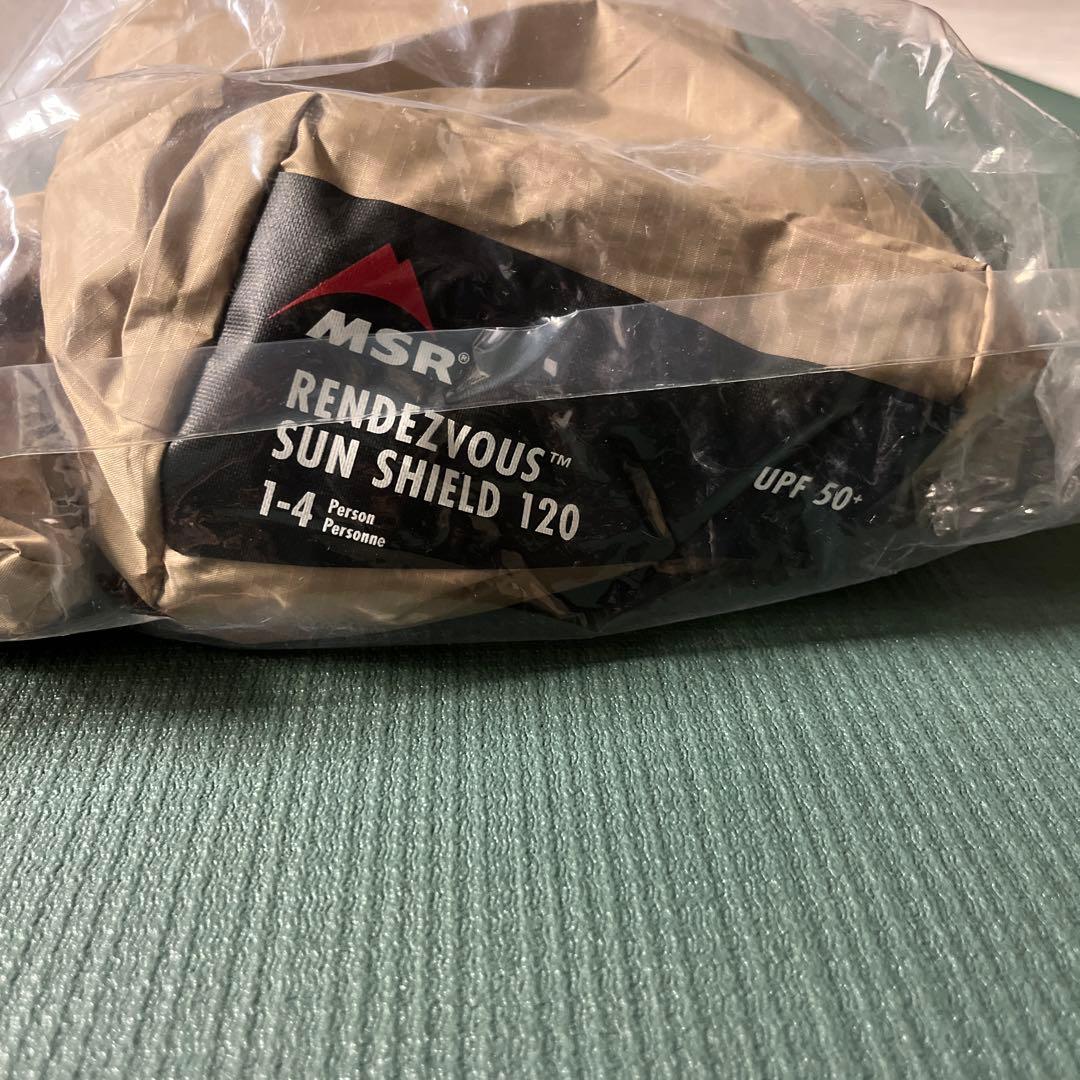 MSR®
RENDEZVOUS™
SUN SHIELD 120
1-4 Person
Personne
UPF 50+